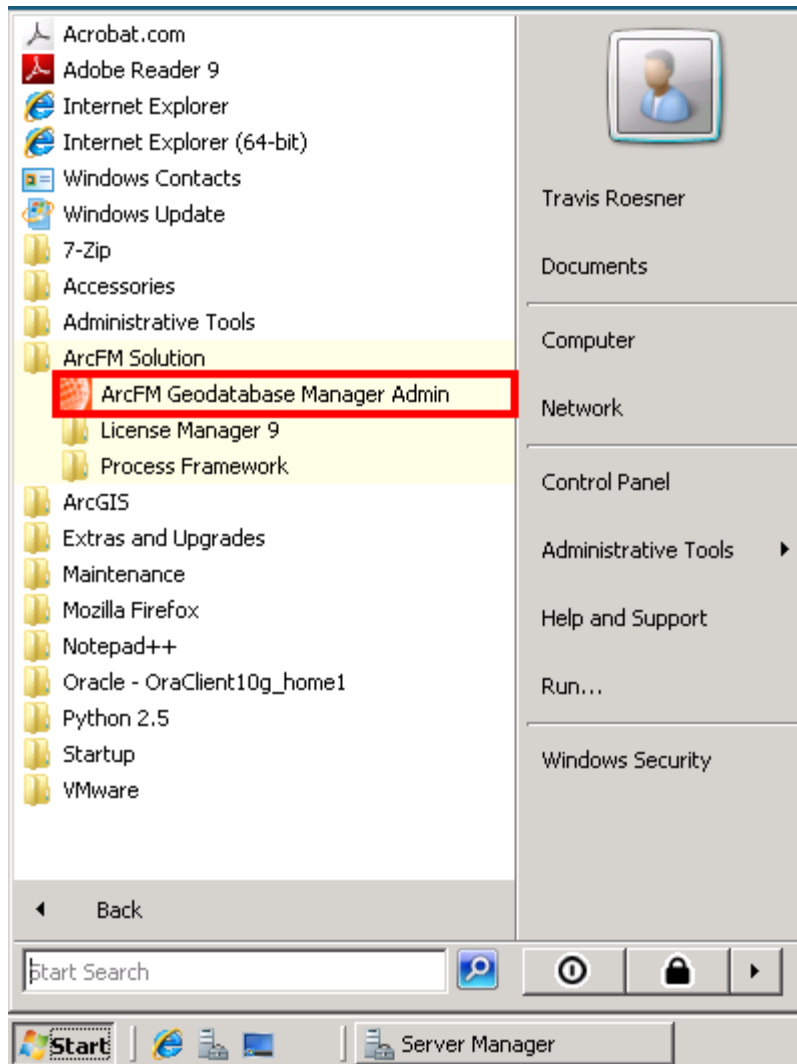 Acrobat.com
Adobe Reader 9
Internet Explorer
Internet Explorer (64-bit)
Windows Contacts
Windows Update
7-Zip
Accessories
Administrative Tools
ArcFM Solution
ArcFM Geodatabase Manager Admin
License Manager 9
Process Framework
ArcGIS
Extras and Upgrades
Maintenance
Mozilla Firefox
Notepad++
Oracle - OraClient10g_home1
Python 2.5
Startup
VMware
Back
Start Search
Travis Roesner
Documents
Computer
Network
Control Panel
Administrative Tools
Help and Support
Run...
Windows Security
Start
Server Manager